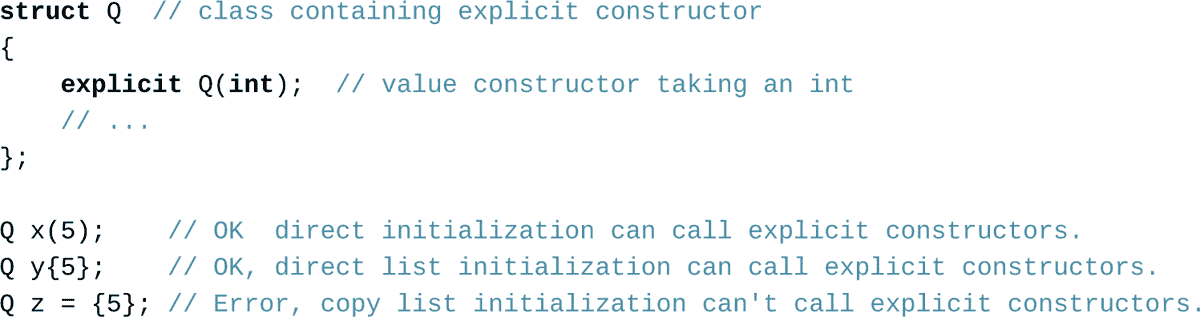 struct Q  // class containing explicit constructor
{
    explicit Q(int);  // value constructor taking an int
    // ...
};

Q x(5);    // OK  direct initialization can call explicit constructors.
Q y{5};    // OK, direct list initialization can call explicit constructors.
Q z = {5}; // Error, copy list initialization can't call explicit constructors.